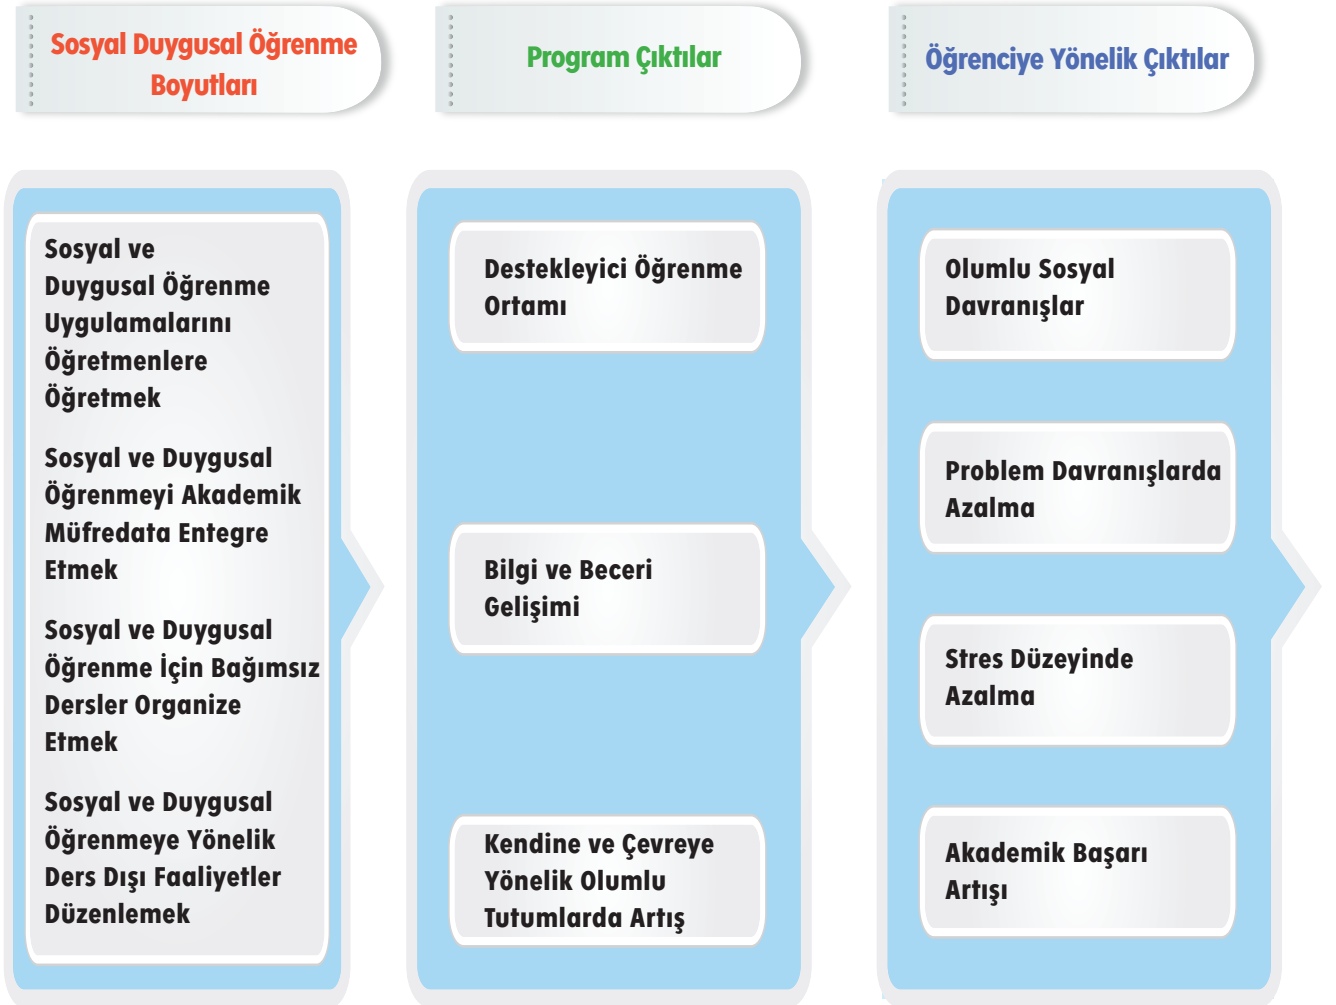 Sosyal Duygusal Öğrenme
Boyutları
Program Çıktılar
Öğrenciye Yönelik Çıktılar
Sosyal ve
Duygusal Öğrenme
Uygulamalarını
Öğretmenlere
Öğretmek
Sosyal ve Duygusal
Öğrenmeyi Akademik
Müfredata Entegre
Etmek
Sosyal ve Duygusal
Öğrenme İçin Bağımsız
Dersler Organize
Etmek
Sosyal ve Duygusal
Öğrenmeye Yönelik
Ders Dışı Faaliyetler
Düzenlemek
Destekleyici Öğrenme
Ortamı
Bilgi ve Beceri
Gelişimi
Kendine ve Çevreye
Yönelik Olumlu
Tutumlarda Artış
Olumlu Sosyal
Davranışlar
Problem Davranışlarda
Azalma
Stres Düzeyinde
Azalma
Akademik Başarı
Artışı